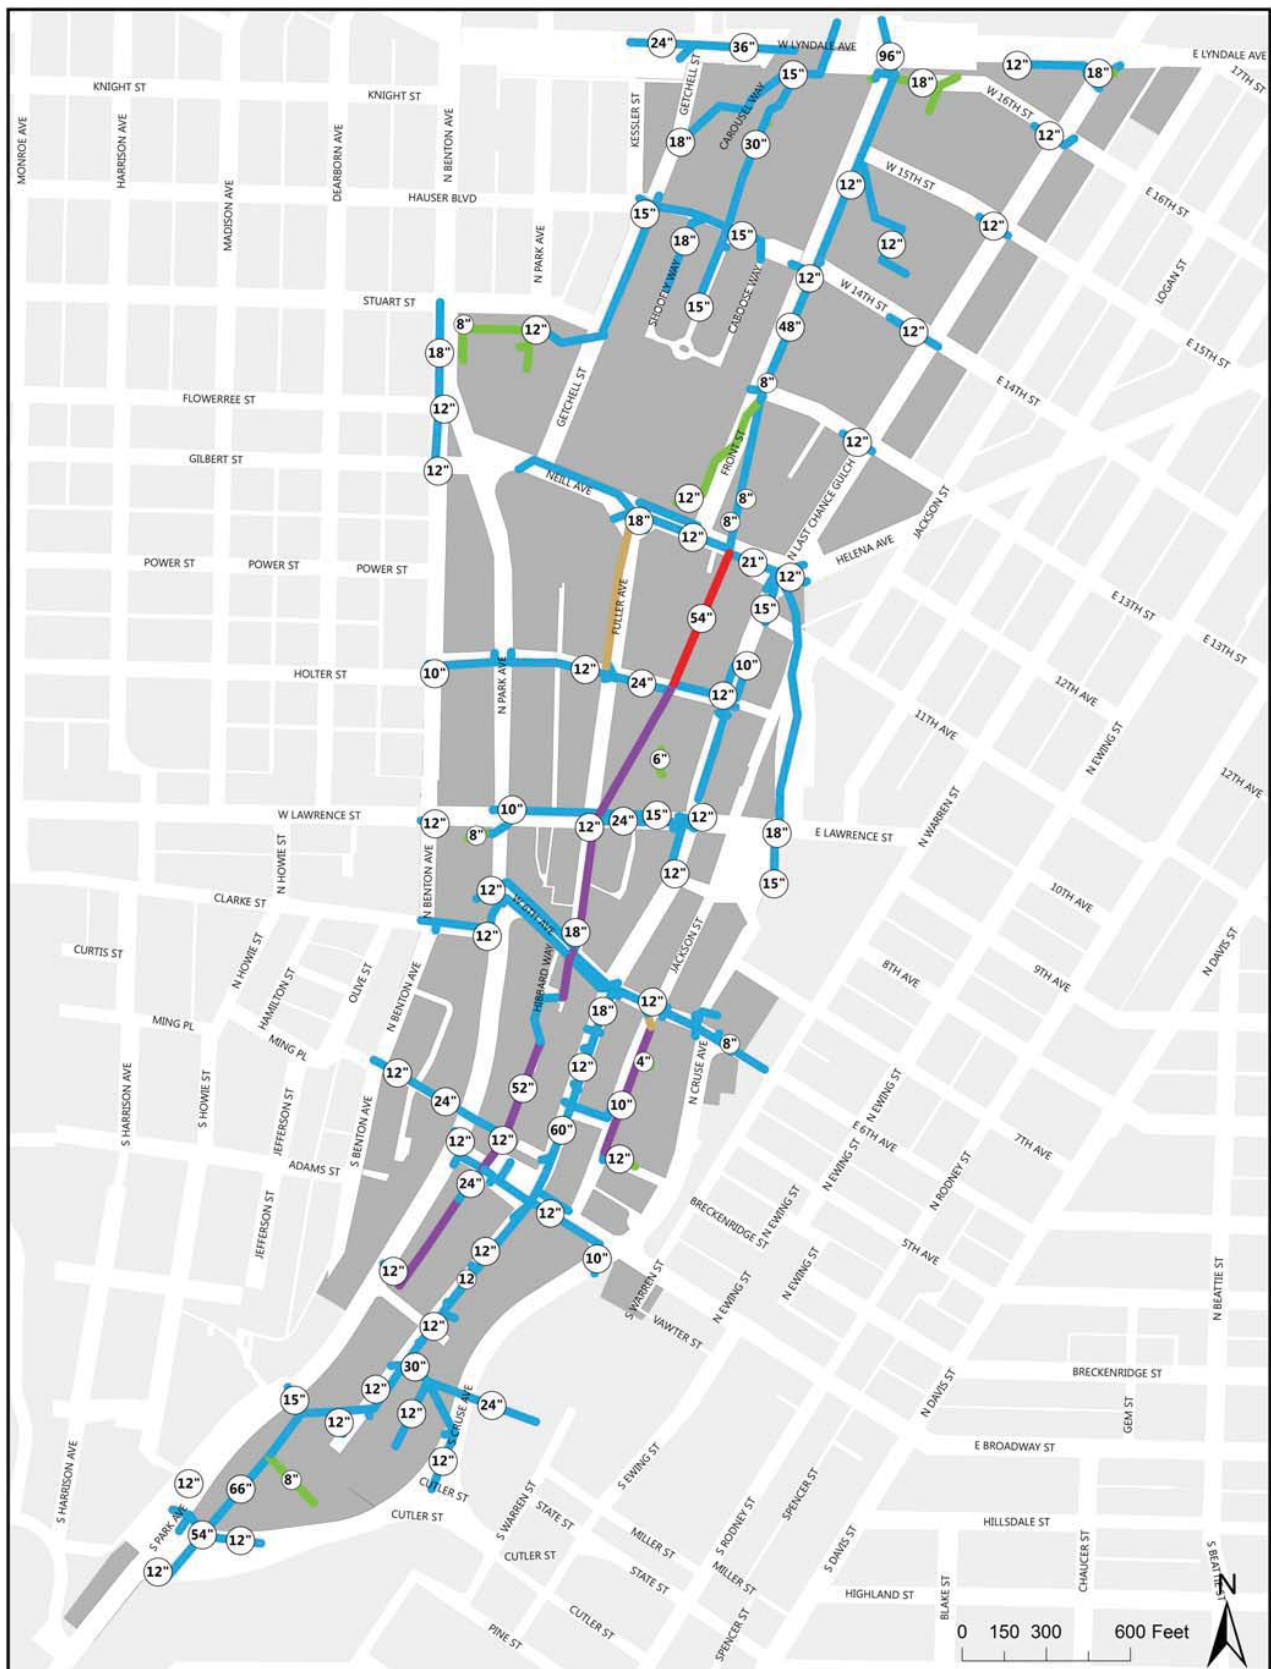 24"
36"
W LYNDALE AVE
96"
E LYNDALE AVE
15"
18"
12"
18"
17TH ST
KNIGHT ST
KNIGHT ST
GETCHELL ST
KESSLER ST
CAROUSEL WAY
W 16TH ST
MONROE AVE
HARRISON AVE
DEARBORN AVE
N BENTON AVE
18"
30"
12"
W 15TH ST
12"
E 16TH ST
HAUSER BLVD
MADISON AVE
15"
18"
15"
12"
12"
N PARK AVE
SHOOFLY WAY
CABOOSE WAY
12"
W 14TH ST
LOGAN ST
STUART ST
15"
48"
12"
E 15TH ST
8"
12"
18"
GETCHELL ST
8"
E 14TH ST
FLOWERREE ST
12"
FRONT ST
12"
GILBERT ST
12"
NEILL AVE
12"
8"
N LAST CHANCE GULCH
JACKSON ST
18"
12"
8"
21"
HELENA AVE
POWER ST
POWER ST
POWER ST
12"
FULLER AVE
54"
15"
E 13TH ST
E 13TH ST
HOLTER ST
10"
N PARK AVE
12"
24"
10"
12"
12TH AVE
11TH AVE
N EWING ST
6"
12TH AVE
W LAWRENCE ST
12"
10"
8"
12"
24"
15"
12"
18"
E LAWRENCE ST
N WARREN ST
N HOWIE ST
N BENTON AVE
12"
15"
10TH AVE
CLARKE ST
12"
W 6TH AVE
12"
18"
JACKSON ST
CURTIS ST
N HOWIE ST
HAMILTON ST
OLIVE ST
N BENTON AVE
HIBBARD WAY
8TH AVE
9TH AVE
N DAVIS ST
MING PL
MING PL
18"
12"
8"
12"
12"
4"
N CRUSE AVE
S HARRISON AVE
S HOWIE ST
JEFFERSON ST
S BENTON AVE
24"
52"
10"
N EWING ST
E 6TH AVE
7TH AVE
12"
12"
60"
12"
ADAMS ST
24"
N EWING ST
N RODNEY ST
JEFFERSON ST
12"
BRECKENRIDGE ST
N EWING ST
5TH AVE
12"
12"
12
10"
S WARREN ST
N EWING ST
N EWING ST
N BEATTIE ST
12"
VAWTER ST
30"
BRECKENRIDGE ST
15"
12"
12"
12"
24"
S CRUSE AVE
N DAVIS ST
GEM ST
E BROADWAY ST
S HARRISON AVE
12"
66"
8"
12"
CUTLER ST
S EWING ST
SPENCER ST
S PARK AVE
54"
12"
12"
CUTLER ST
S WARREN ST
STATE ST
S RODNEY ST
HILLSDALE ST
MILLER ST
CUTLER ST
S DAVIS ST
CHAUCER ST
S BEATTIE ST
STATE ST
MILLER ST
HIGHLAND ST
BLAKE ST
CUTLER ST
PINE ST
SPENCER ST
N
0 150 300 600 Feet